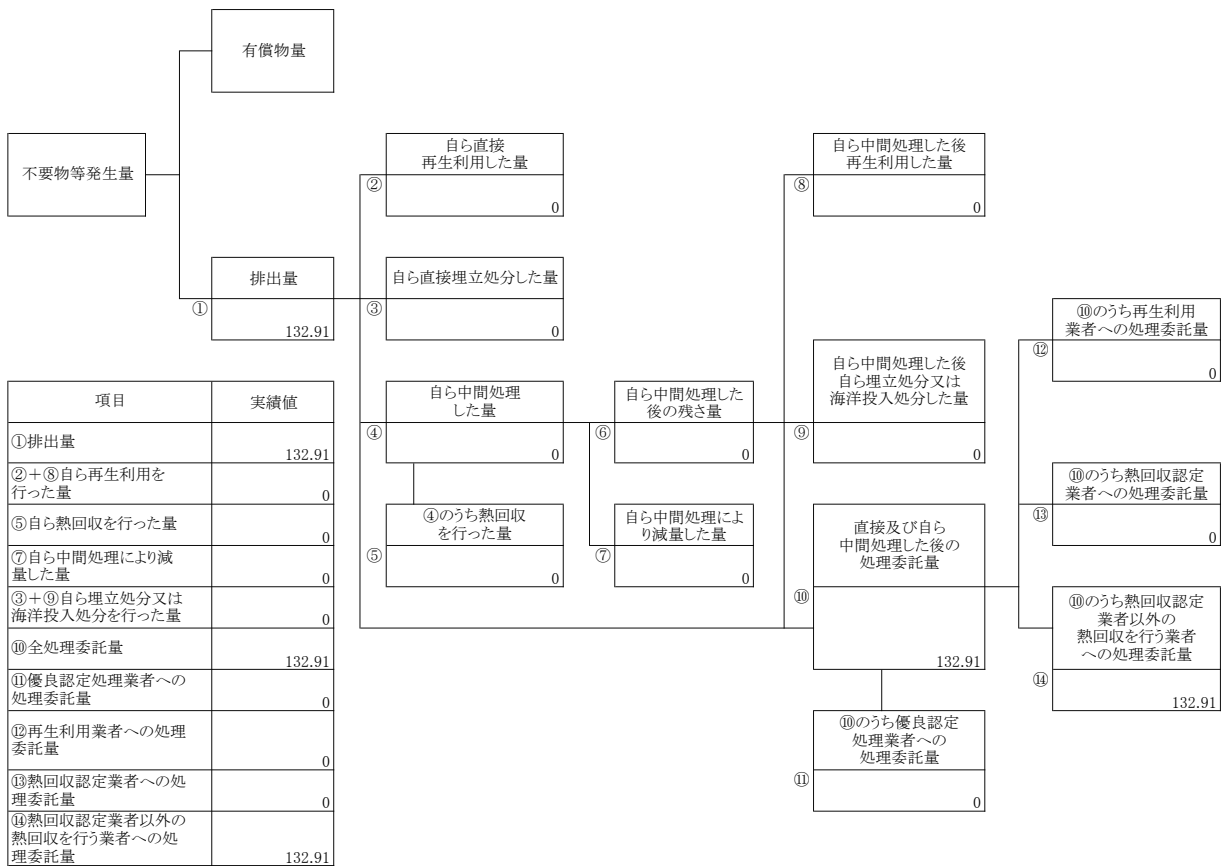 有償物量
不要物等発生量
自ら直接
再生利用した量
②
0
自ら中間処理した後
再生利用した量
⑧
0
排出量
①
132.91
自ら直接埋立処分した量
③
0
⑩のうち再生利用
業者への処理委託量
⑫
0
自ら中間処理
した量
④
0
自ら中間処理した
後の残さ量
⑥
0
自ら中間処理した後
自ら埋立処分又は
海洋投入処分した量
⑨
0
⑩のうち熱回収認定
業者への処理委託量
⑬
0
④のうち熱回収
を行った量
⑤
0
自ら中間処理によ
り減量した量
⑦
0
直接及び自ら
中間処理した後の
処理委託量
⑩
132.91
⑩のうち熱回収認定
業者以外の
熱回収を行う業者
への処理委託量
⑭
132.91
⑩のうち優良認定
処理業者への
処理委託量
⑪
0
項目 実績値
①排出量 132.91
②+⑧自ら再生利用を
行った量 0
⑤自ら熱回収を行った量 0
⑦自ら中間処理により減
量した量 0
③+⑨自ら埋立処分又は
海洋投入処分を行った量 0
⑩全処理委託量 132.91
⑪優良認定処理業者への
処理委託量 0
⑫再生利用業者への処理
委託量 0
⑬熱回収認定業者への処
理委託量 0
⑭熱回収認定業者以外の
熱回収を行う業者への処
理委託量 132.91